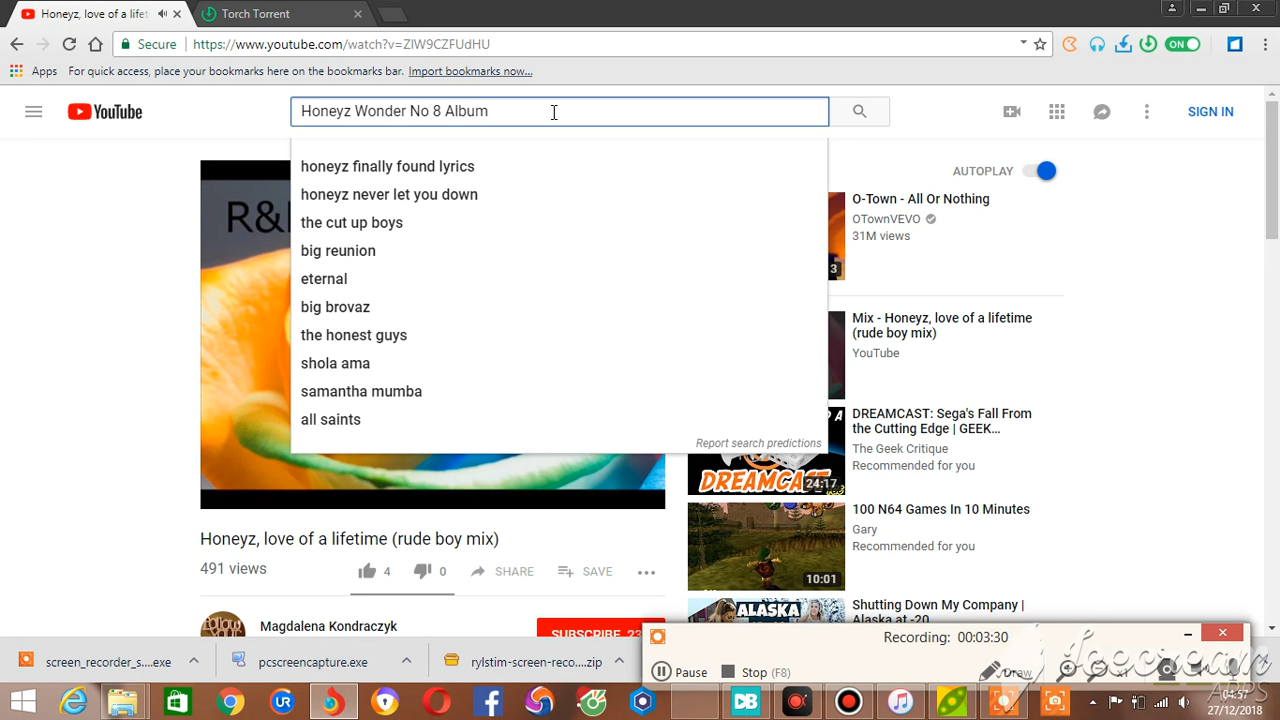 Honeyz, love of a lifet
Torch Torrent
Secure
https://www.youtube.com/watch?v=ZIW9CZFUdHU
ON
Apps
For quick access, place your bookmarks here on the bookmarks bar. Import bookmarks now...
YouTube
Honeyz Wonder No 8 Album
SIGN IN
honeyz finally found lyrics
honeyz never let you down
the cut up boys
big reunion
eternal
big brovaz
the honest guys
shola ama
samantha mumba
all saints
Report search predictions
R&
AUTOPLAY
O-Town - All Or Nothing
OTownVEVO
31M views
3
Mix - Honeyz, love of a lifetime
(rude boy mix)
YouTube
DREAMCAST: Sega's Fall From
the Cutting Edge | GEEK...
The Geek Critique
Recommended for you
DREAMCAST
24:17
100 N64 Games In 10 Minutes
Gary
Recommended for you
10:01
Shutting Down My Company |
Alaska at -20
ALASKA
Honeyz, love of a lifetime (rude boy mix)
491 views
4
0
SHARE
SAVE
Magdalena Kondraczyk
SUBSCRIBE 23
Recording: 00:03:30
Pause
Stop (F8)
Draw
Icecream
APPS
screen_recorder_s....exe
pcscreencapture.exe
rylstim-screen-reco....zip
UR
DB
04:57
27/12/2018